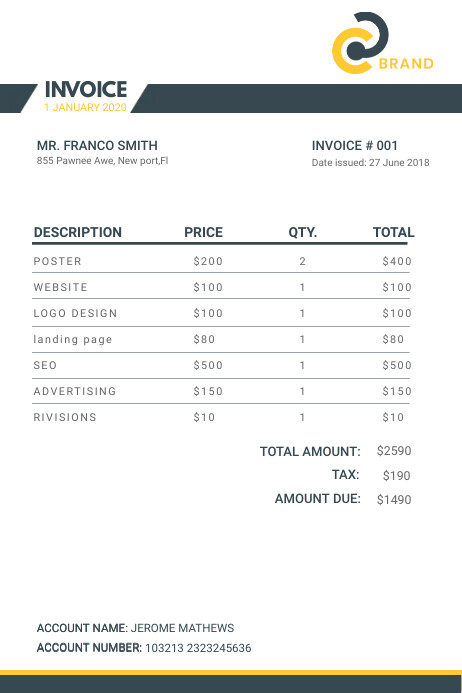 BRAND
INVOICE
1 JANUARY 2020
MR. FRANCO SMITH
855 Pawnee Awe, New port,Fl
INVOICE # 001
Date issued: 27 June 2018
DESCRIPTION PRICE QTY. TOTAL
POSTER $200 2 $400
WEBSITE $100 1 $100
LOGO DESIGN $100 1 $100
landing page $80 1 $80
SEO $500 1 $500
ADVERTISING $150 1 $150
RIVISIONS $10 1 $10
TOTAL AMOUNT: $2590
TAX: $190
AMOUNT DUE: $1490
ACCOUNT NAME: JEROME MATHEWS
ACCOUNT NUMBER: 103213 2323245636